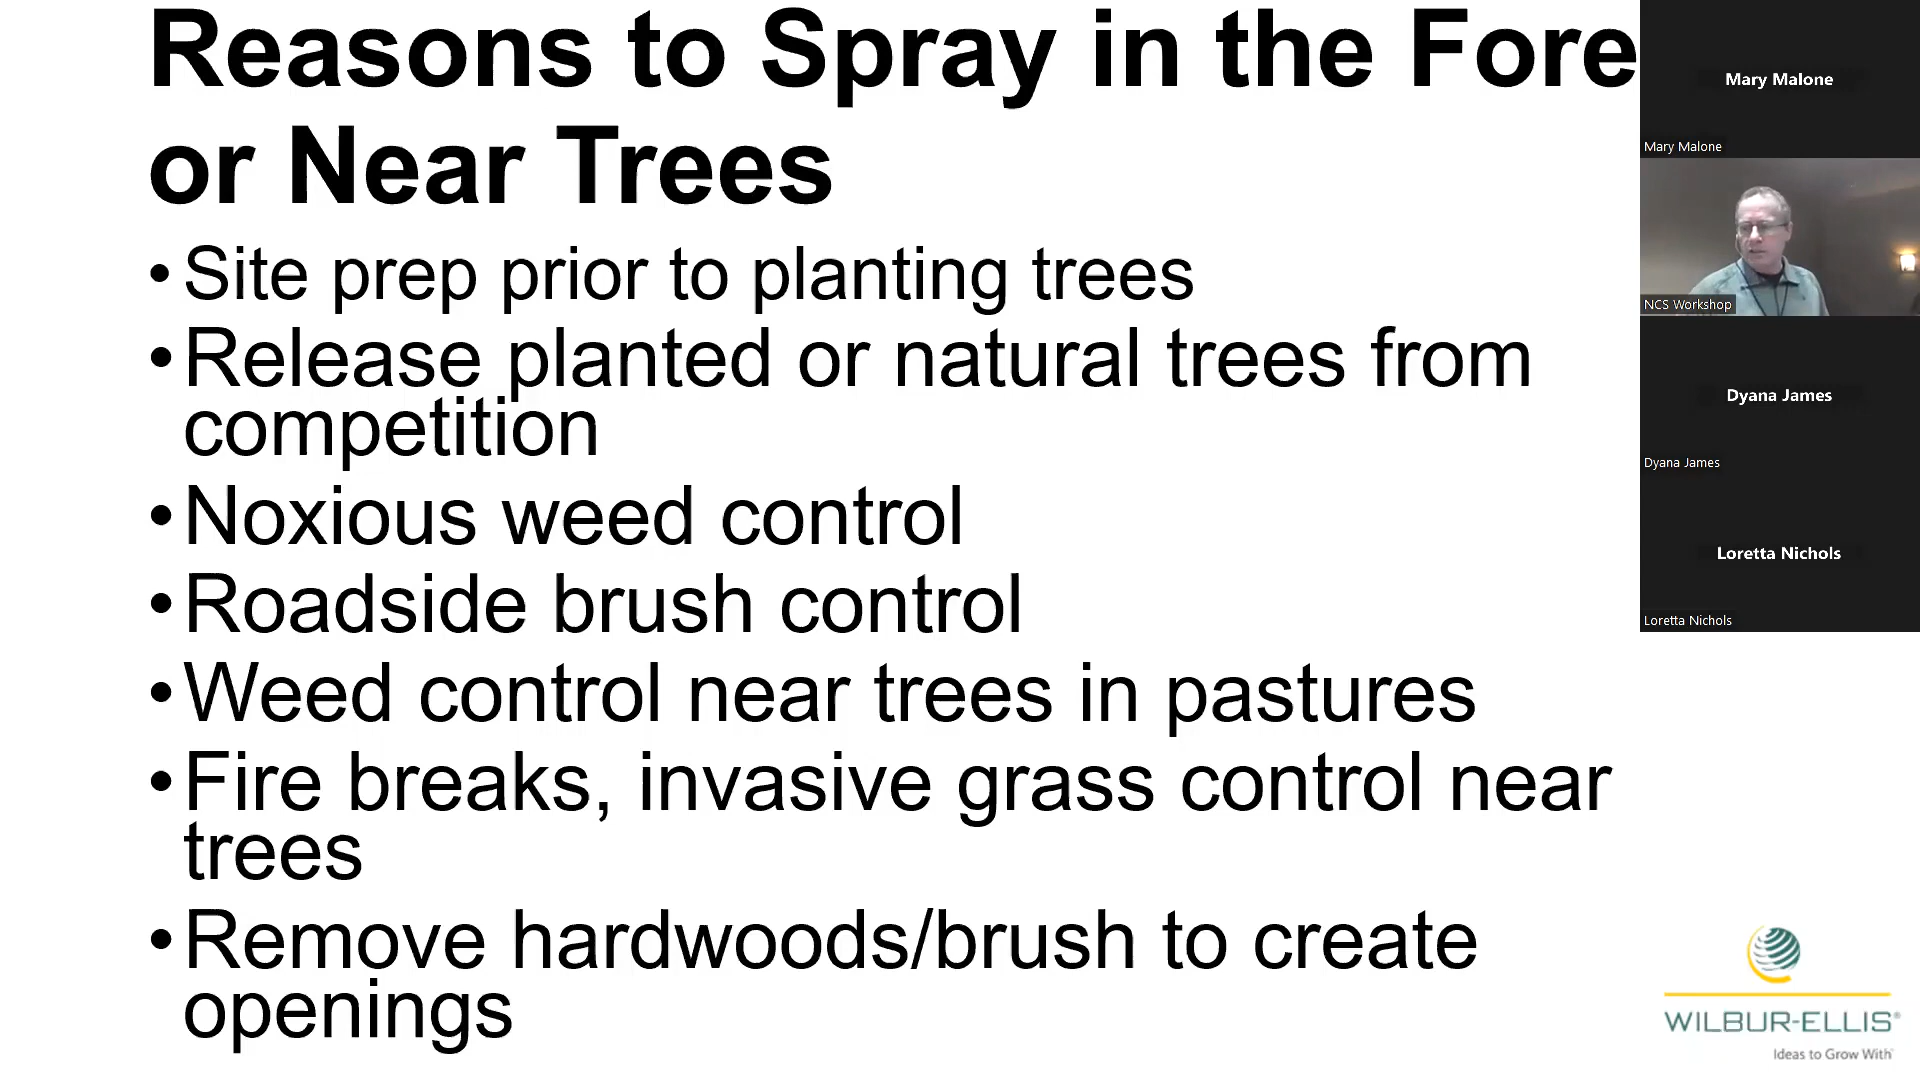 Reasons to Spray in the Fore
or Near Trees
•Site prep prior to planting trees
•Release planted or natural trees from
competition
•Noxious weed control
•Roadside brush control
•Weed control near trees in pastures
•Fire breaks, invasive grass control near
trees
•Remove hardwoods/brush to create
openings
Mary Malone
Mary Malone
NCS Workshop
Dyana James
Dyana James
Loretta Nichols
Loretta Nichols
WILBUR-ELLIS®
Ideas to Grow With